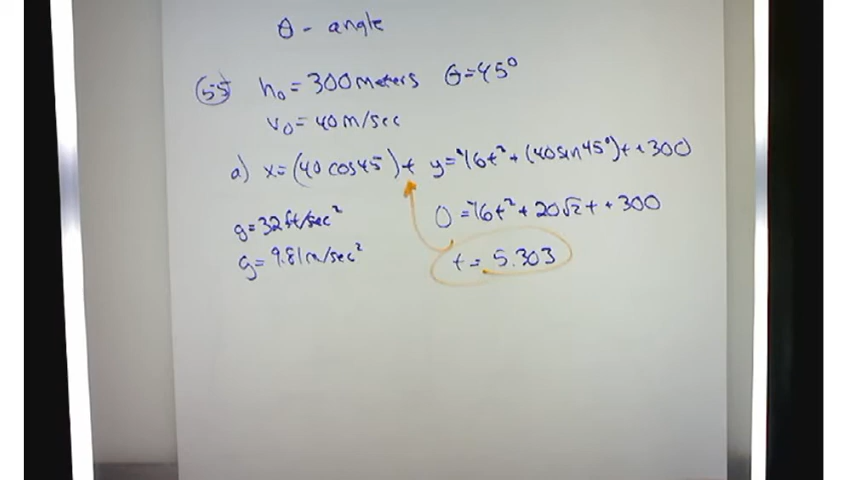 θ - angle
55 h₀ = 300 meters θ = 45°
v₀ = 40 m/sec
a) x = (40 cos 45)t y = -16t² + (40 sin 45°)t + 300
g = 32 ft/sec² 0 = -16t² + 20√2 t + 300
g = 9.81 m/sec² t = 5.303